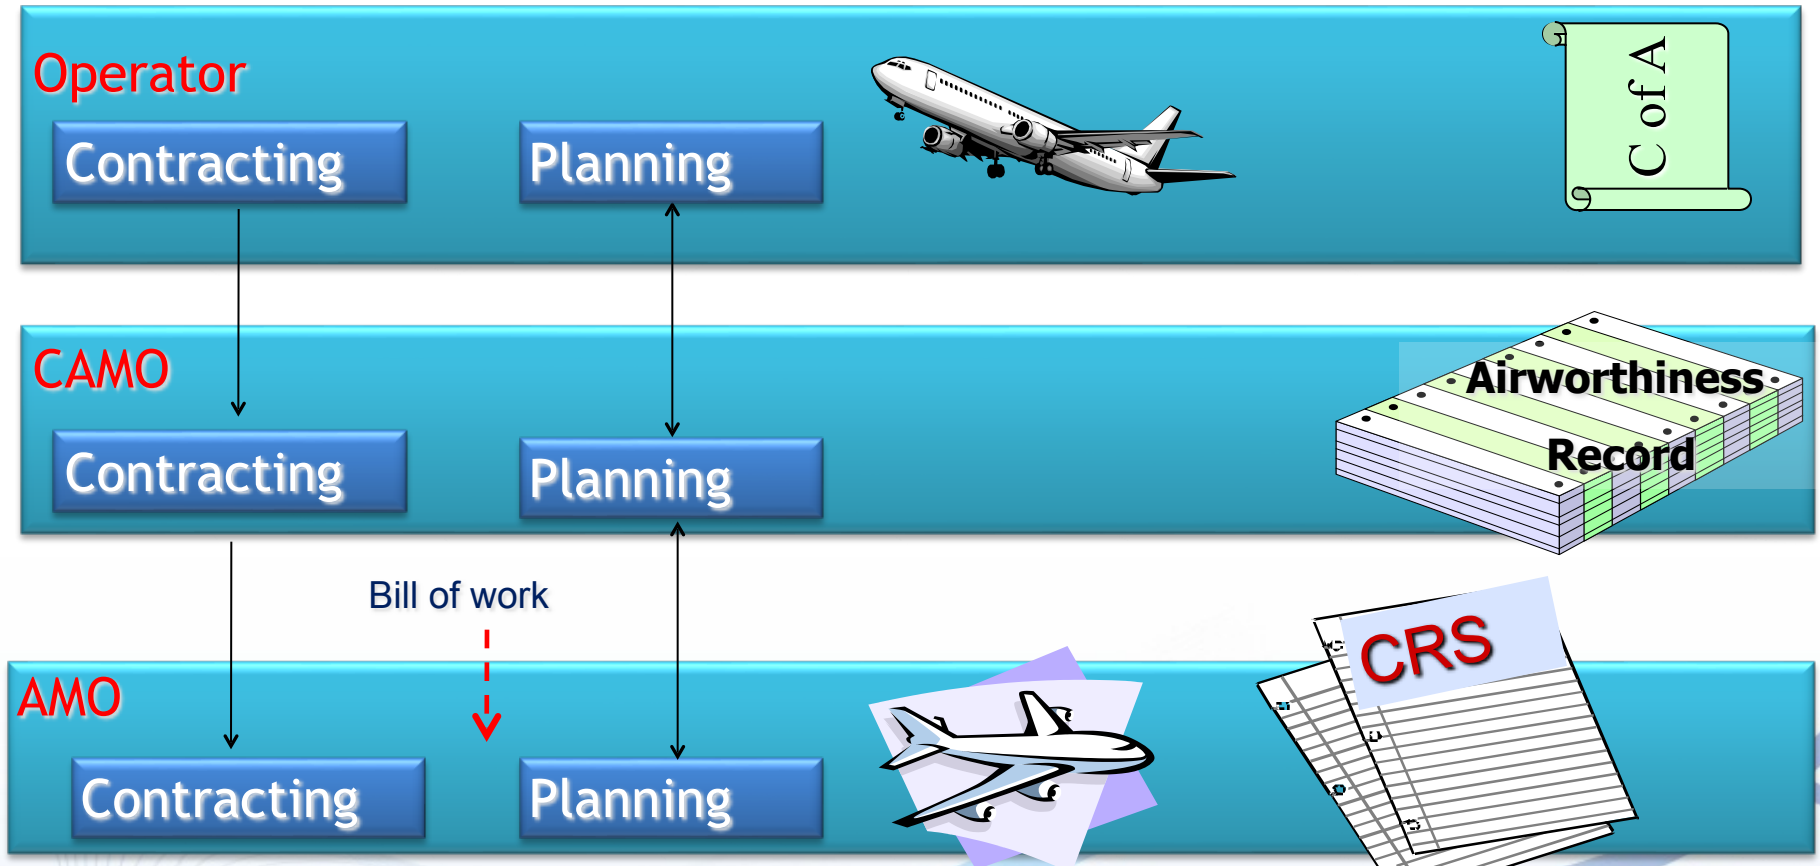 Operator
C of A
Contracting
Planning
CAMO
Airworthiness
Record
Contracting
Planning
Bill of work
CRS
AMO
Contracting
Planning